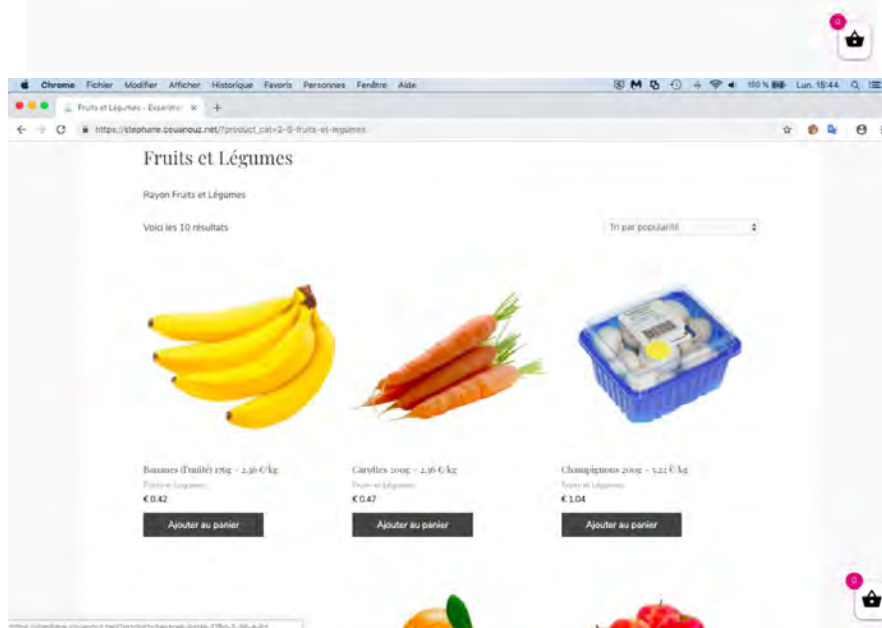 0
Chrome Fichier Modifier Afficher Historique Favoris Personnes Fenêtre Aide 100 % Lun. 15:44
Fruits et Légumes -
https://stephane.couanouz.net/?product_cat=2-0-fruits-et-legumes
Fruits et Légumes
Rayon Fruits et Légumes
Voici les 10 résultats
Tri par popularité
Bananes (l'unité) 176g – 2.36 €/kg
Carottes 200g – 2.36 €/kg
Champignons 200g – 5.22 €/kg
Fruits et Légumes
Fruits et Légumes
Fruits et Légumes
€ 0.42
€ 0.47
€ 1.04
Ajouter au panier
Ajouter au panier
Ajouter au panier
0